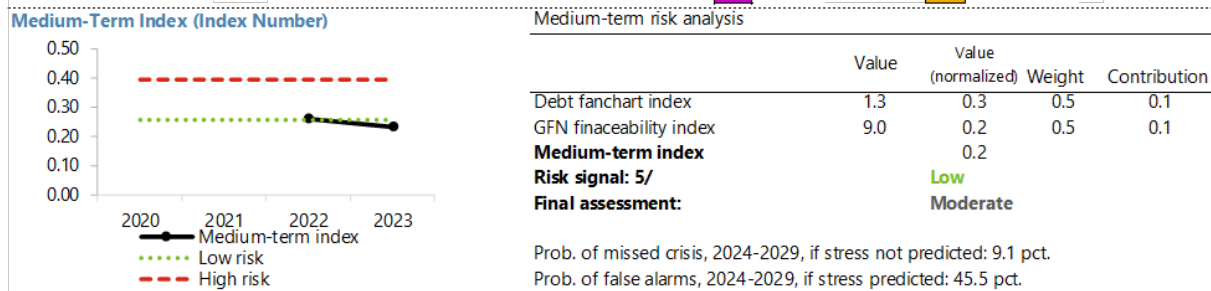 Medium-Term Index (Index Number)
0.50
0.40
0.30
0.20
0.10
0.00
2020 2021 2022 2023
Medium-term index
Low risk
High risk
Medium-term risk analysis
Value Value (normalized) Weight Contribution
Debt fanchart index 1.3 0.3 0.5 0.1
GFN finaceability index 9.0 0.2 0.5 0.1
Medium-term index 0.2
Risk signal: 5/ Low
Final assessment: Moderate
Prob. of missed crisis, 2024-2029, if stress not predicted: 9.1 pct.
Prob. of false alarms, 2024-2029, if stress predicted: 45.5 pct.